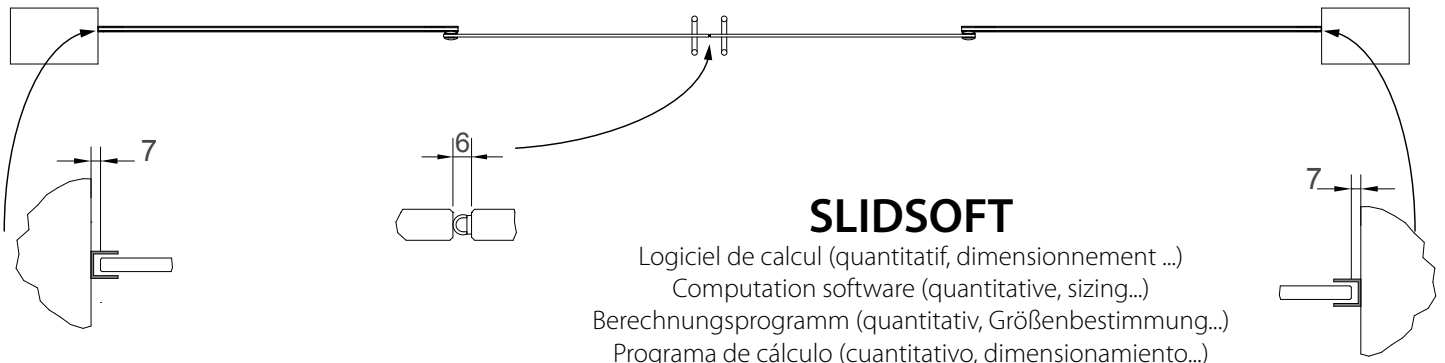 7
6
7
SLIDSOFT
Logiciel de calcul (quantitatif, dimensionnement ...)
Computation software (quantitative, sizing...)
Berechnungsprogramm (quantitativ, Größenbestimmung...)
Programa de cálculo (cuantitativo, dimensionamiento...)